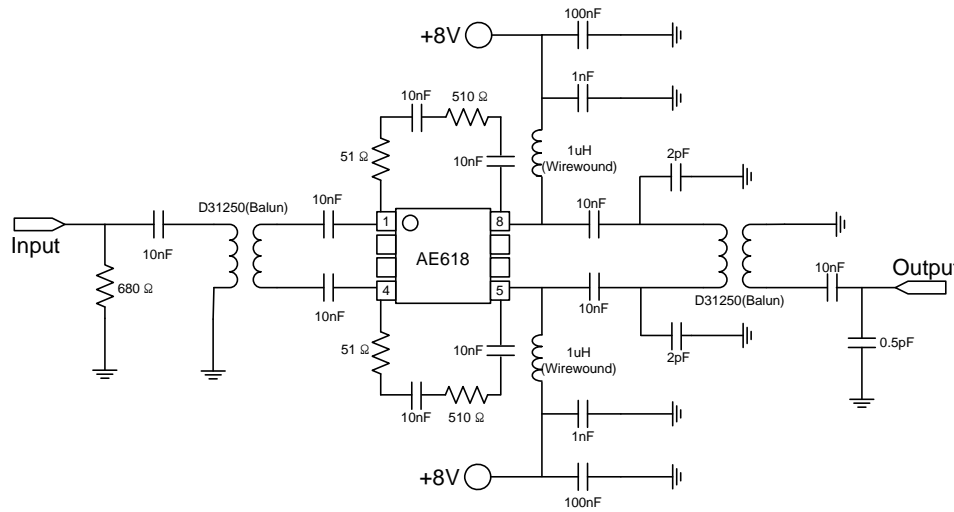 100nF
+8V
1nF
10nF
510 Ω
51 Ω
10nF
1uH
(Wirewound)
2pF
D31250(Balun)
10nF
10nF
1
8
Input
10nF
AE618
10nF
Output
680 Ω
4
5
D31250(Balun)
10nF
10nF
0.5pF
51 Ω
10nF
1uH
(Wirewound)
2pF
10nF
510 Ω
1nF
+8V
100nF